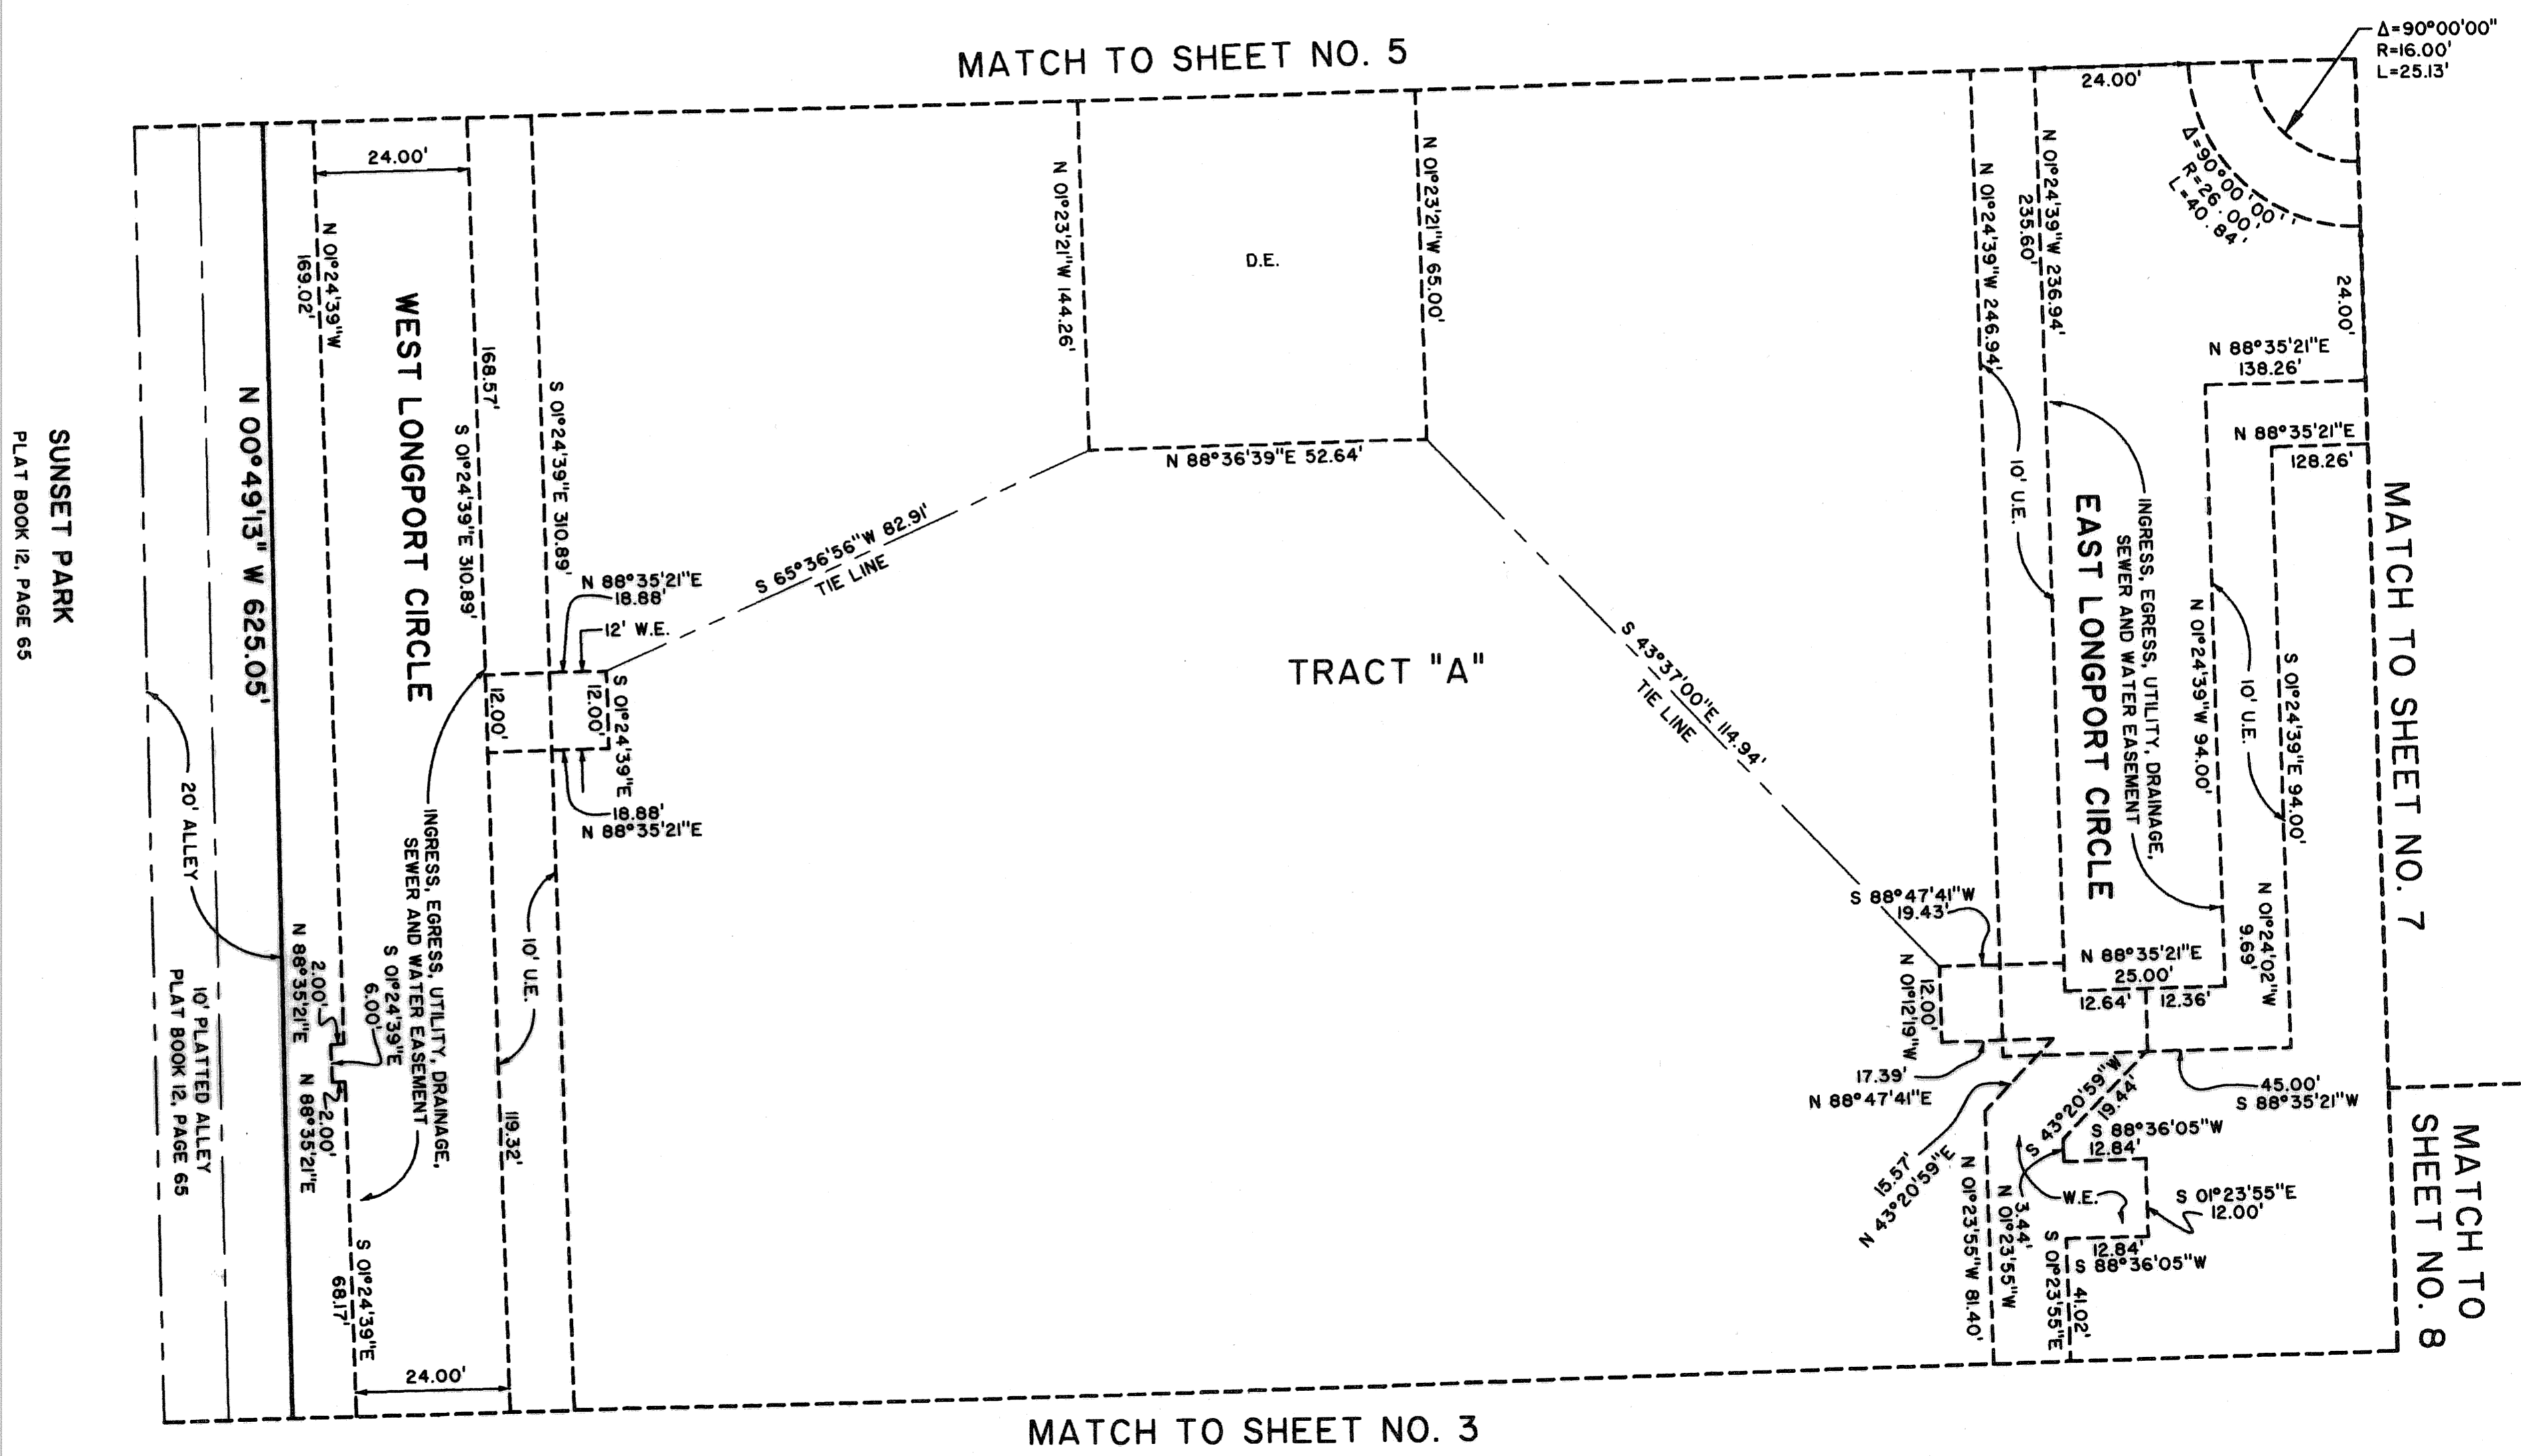 MATCH TO SHEET NO. 5
Δ=90°00'00"
R=16.00'
L=25.13'
24.00'
Δ=90°00'00''
R=26.00'
L=40.84'
24.00'
24.00'
N 01°24'39"W
169.02'
WEST LONGPORT CIRCLE
168.57'
S 01°24'39"E 310.89'
S 01°24'39"E 310.89'
N 01°23'21"W 144.26'
D.E.
N 01°23'21"W 65.00'
N 88°36'39"E 52.64'
N 01°24'39"W 246.94'
N 01°24'39"W 236.94'
235.60'
N 88°35'21"E
138.26'
N 88°35'21"E
128.26'
MATCH TO SHEET NO. 7
SUNSET PARK
PLAT BOOK 12, PAGE 65
N 00°49'13" W 625.05'
S 65°36'56"W 82.91'
TIE LINE
N 88°35'21"E
18.88'
12' W.E.
12.00'
12.00'
S 01°24'39"E
18.88'
N 88°35'21"E
TRACT "A"
S 43°37'00"E 114.94'
TIE LINE
10' U.E.
EAST LONGPORT CIRCLE
INGRESS, EGRESS, UTILITY, DRAINAGE,
SEWER AND WATER EASEMENT
N 01°24'39"W 94.00'
10' U.E.
S 01°24'39"E 94.00'
20' ALLEY
10' PLATTED ALLEY
PLAT BOOK 12, PAGE 65
INGRESS, EGRESS, UTILITY, DRAINAGE,
SEWER AND WATER EASEMENT
N 88°35'21"E
2.00'
S 01°24'39"E
6.00'
2.00'
N 88°35'21"E
10' U.E.
119.32'
S 01°24'39"E
68.17'
24.00'
S 88°47'41"W
19.43'
N 01°12'19"W
12.00'
17.39'
N 88°47'41"E
N 88°35'21"E
25.00'
12.64'
12.36'
N 01°24'02"W
9.69'
45.00'
S 88°35'21"W
S 43°20'59"W
19.44'
S 88°36'05"W
12.84'
15.57'
N 43°20'59"E
N 01°23'55"W 81.40'
3.44'
N 01°23'55"W
W.E.
S 01°23'55"E
12.00'
12.84'
S 88°36'05"W
S 01°23'55"E
41.02'
MATCH TO
SHEET NO. 8
MATCH TO SHEET NO. 3